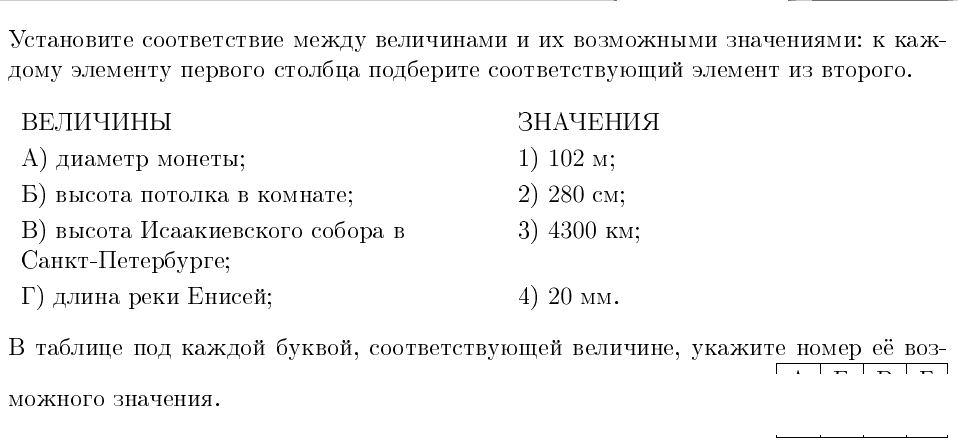 Установите соответствие между величинами и их возможными значениями: к каж-
дому элементу первого столбца подберите соответствующий элемент из второго.
ВЕЛИЧИНЫ ЗНАЧЕНИЯ
А) диаметр монеты; 1) 102 м;
Б) высота потолка в комнате; 2) 280 см;
В) высота Исаакиевского собора в 3) 4300 км;
Санкт-Петербурге;
Г) длина реки Енисей; 4) 20 мм.
В таблице под каждой буквой, соответствующей величине, укажите номер её воз-
можного значения.